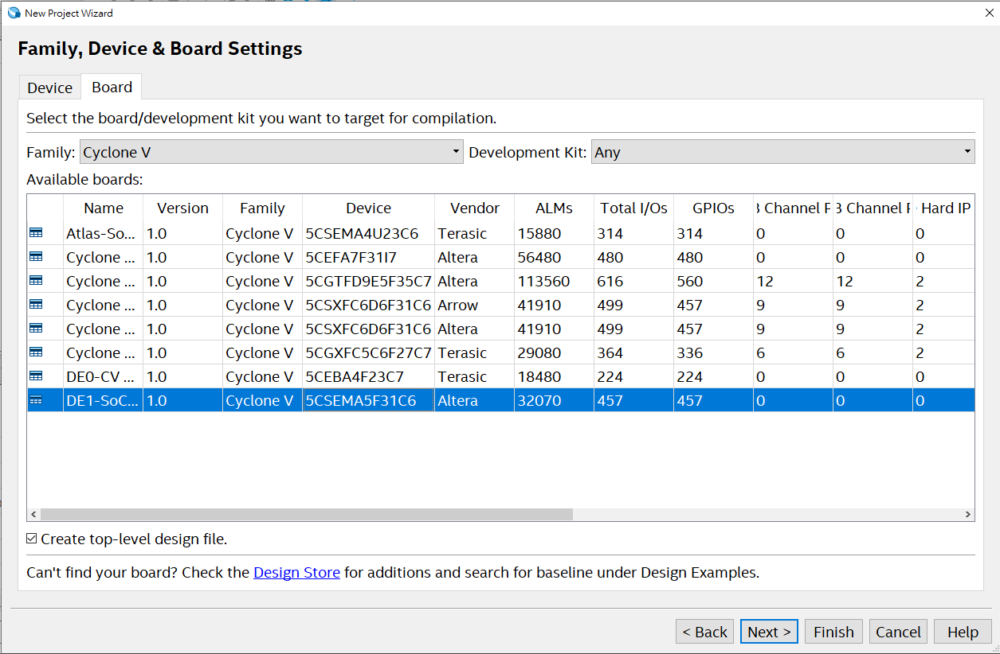 New Project Wizard
Family, Device & Board Settings
Device Board
Select the board/development kit you want to target for compilation.
Family: Cyclone V Development Kit: Any
Available boards:
Name Version Family Device Vendor ALMs Total I/Os GPIOs Channel Channel Hard IP
Atlas-So... 1.0 Cyclone V 5CSEMA4U23C6 Terasic 15880 314 314 0 0 0
Cyclone ... 1.0 Cyclone V 5CEFA7F31I7 Altera 56480 480 480 0 0 0
Cyclone ... 1.0 Cyclone V 5CGTFD9E5F35C7 Altera 113560 616 560 12 12 2
Cyclone ... 1.0 Cyclone V 5CSXFC6D6F31C6 Arrow 41910 499 457 9 9 2
Cyclone ... 1.0 Cyclone V 5CSXFC6D6F31C6 Altera 41910 499 457 9 9 2
Cyclone ... 1.0 Cyclone V 5CGXFC5C6F27C7 Terasic 29080 364 336 6 6 2
DE0-CV ... 1.0 Cyclone V 5CEBA4F23C7 Terasic 18480 224 224 0 0 0
DE1-SoC... 1.0 Cyclone V 5CSEMA5F31C6 Altera 32070 457 457 0 0 0
Create top-level design file.
Can't find your board? Check the Design Store for additions and search for baseline under Design Examples.
< Back Next > Finish Cancel Help